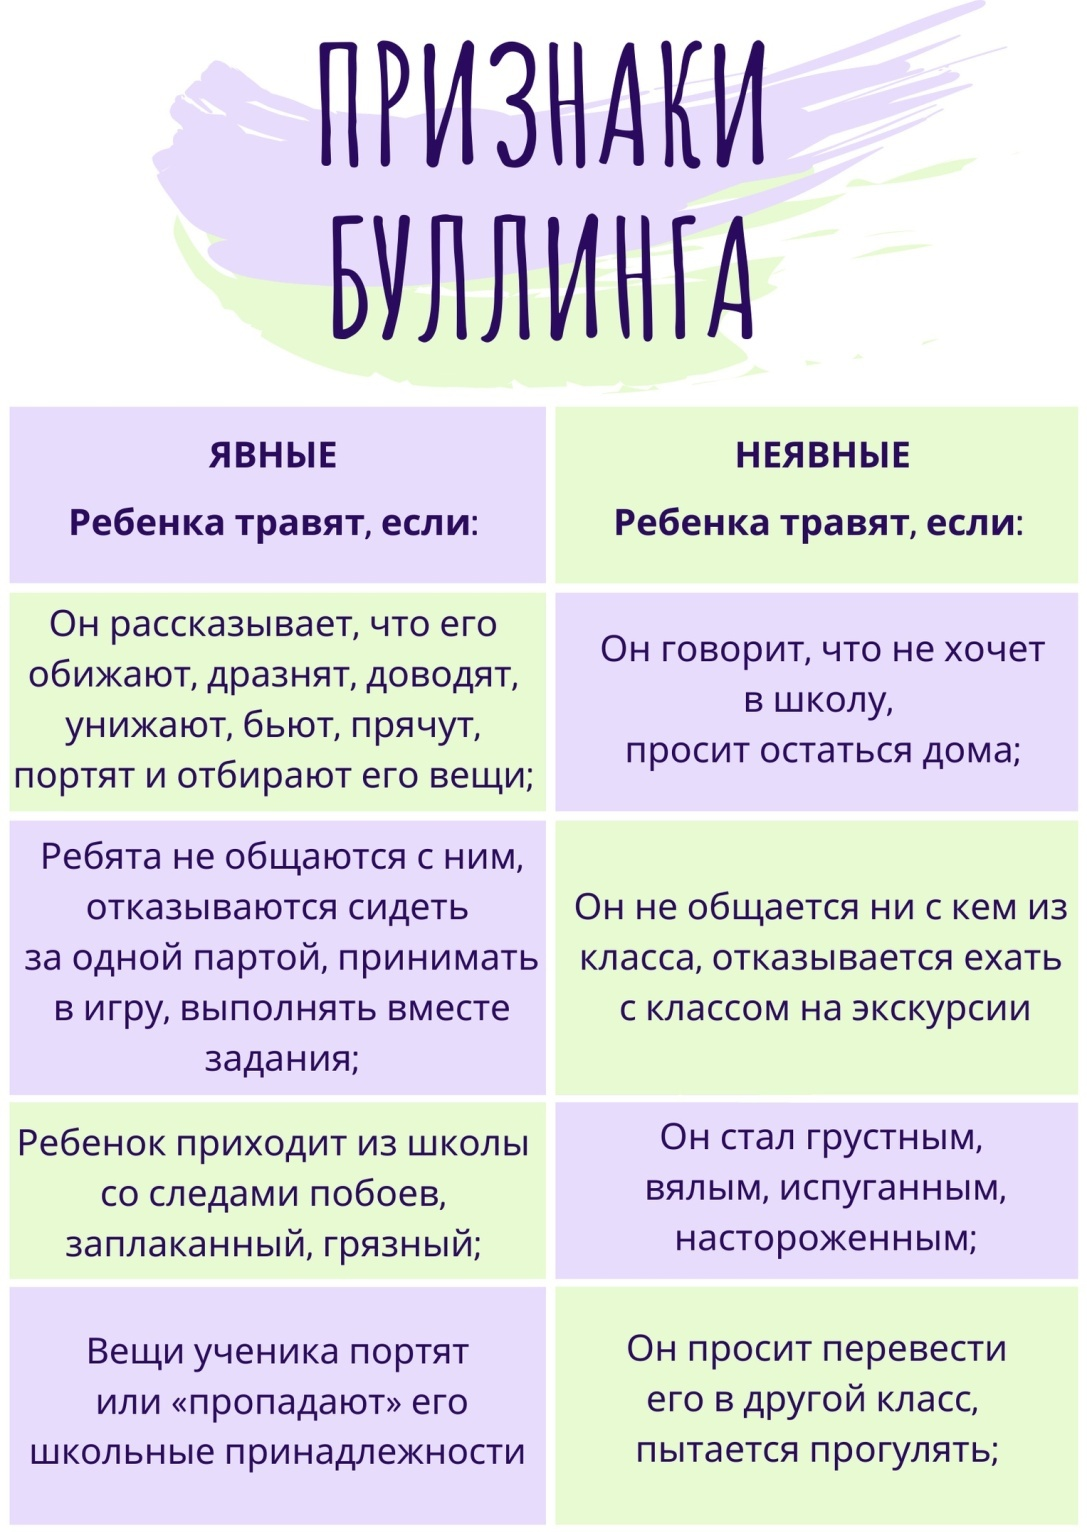 ПРИЗНАКИ
БУЛЛИНГА
ЯВНЫЕ
Ребенка травят, если:
НЕЯВНЫЕ
Ребенка травят, если:
Он рассказывает, что его
обижают, дразнят, доводят,
унижают, бьют, прячут,
портят и отбирают его вещи;
Он говорит, что не хочет
в школу,
просит остаться дома;
Ребята не общаются с ним,
отказываются сидеть
за одной партой, принимать
в игру, выполнять вместе
задания;
Он не общается ни с кем из
класса, отказывается ехать
с классом на экскурсии
Ребенок приходит из школы
со следами побоев,
заплаканный, грязный;
Он стал грустным,
вялым, испуганным,
настороженным;
Вещи ученика портят
или «пропадают» его
школьные принадлежности
Он просит перевести
его в другой класс,
пытается прогулять;